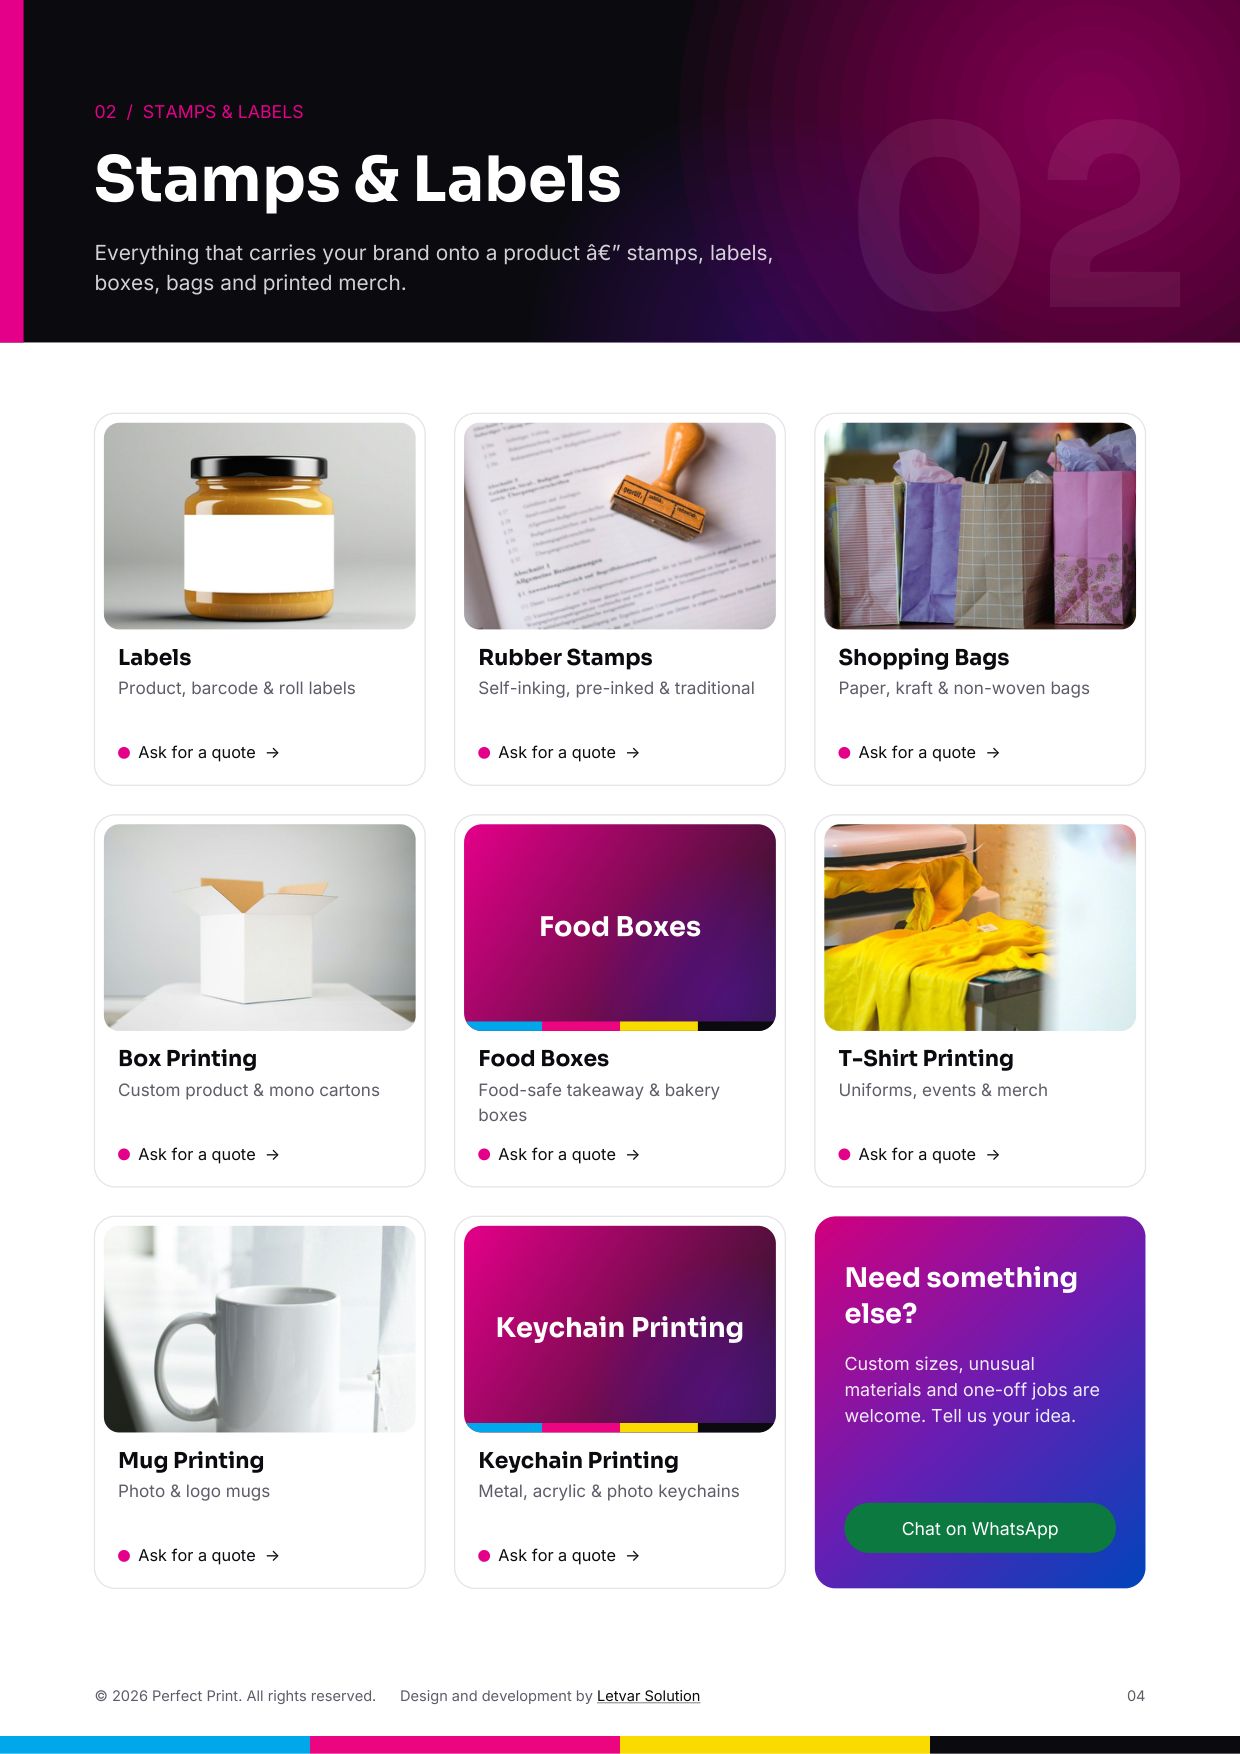 02 / STAMPS & LABELS
Stamps & Labels
02
Everything that carries your brand onto a product â€” stamps, labels,
boxes, bags and printed merch.
Labels
Product, barcode & roll labels
Ask for a quote →
Rubber Stamps
Self-inking, pre-inked & traditional
Ask for a quote →
Shopping Bags
Paper, kraft & non-woven bags
Ask for a quote →
Box Printing
Custom product & mono cartons
Ask for a quote →
Food Boxes
Food Boxes
Food-safe takeaway & bakery
boxes
Ask for a quote →
T-Shirt Printing
Uniforms, events & merch
Ask for a quote →
Mug Printing
Photo & logo mugs
Ask for a quote →
Keychain Printing
Keychain Printing
Metal, acrylic & photo keychains
Ask for a quote →
Need something
else?
Custom sizes, unusual
materials and one-off jobs are
welcome. Tell us your idea.
Chat on WhatsApp
© 2026 Perfect Print. All rights reserved. Design and development by Letvar Solution
04